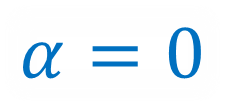 α = 0